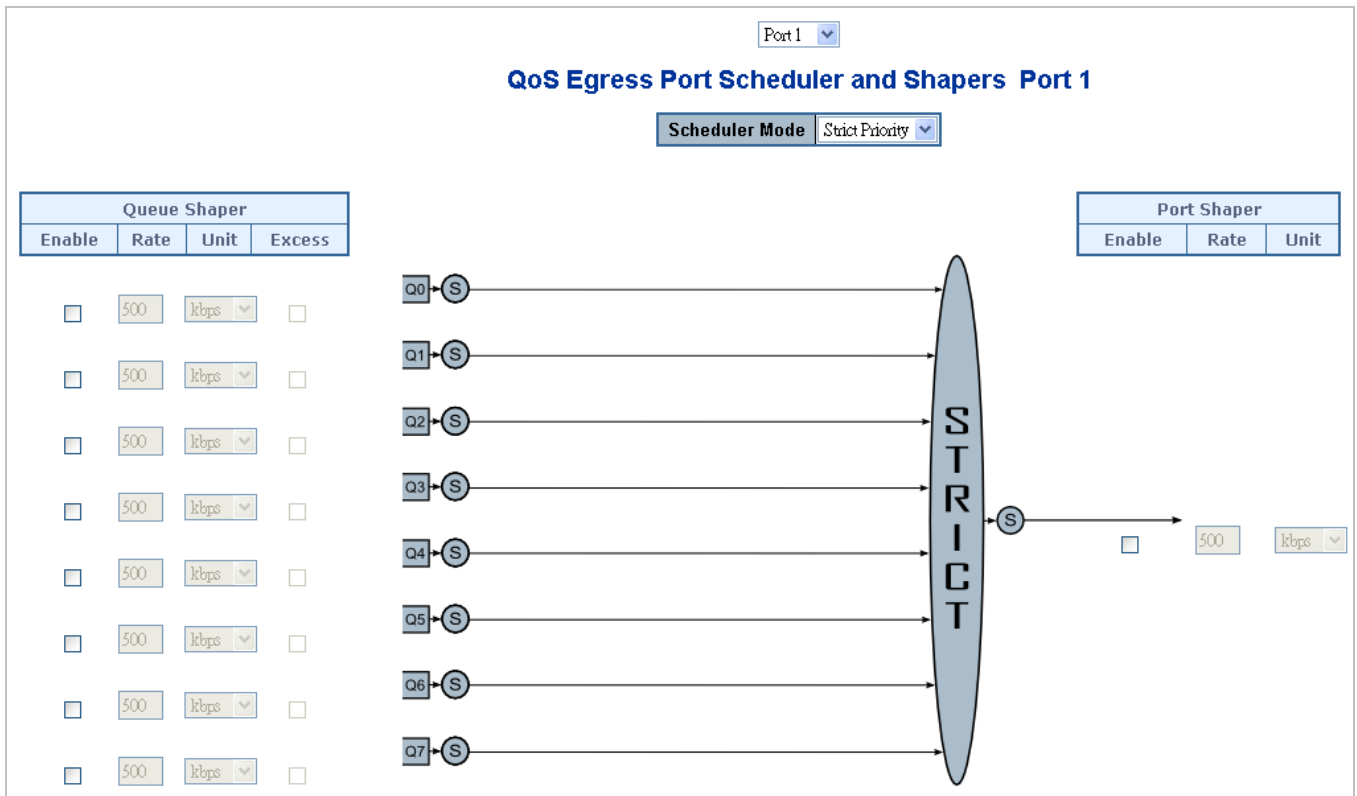 Port 1
QoS Egress Port Scheduler and Shapers Port 1
Scheduler Mode Strict Priority
Queue Shaper
Enable Rate Unit Excess
Port Shaper
Enable Rate Unit
500 kbps
Q0 S
500 kbps
Q1 S
500 kbps
Q2 S
500 kbps
Q3 S
500 kbps
Q4 S
500 kbps
Q5 S
500 kbps
Q6 S
500 kbps
Q7 S
STRICT
S
500 kbps